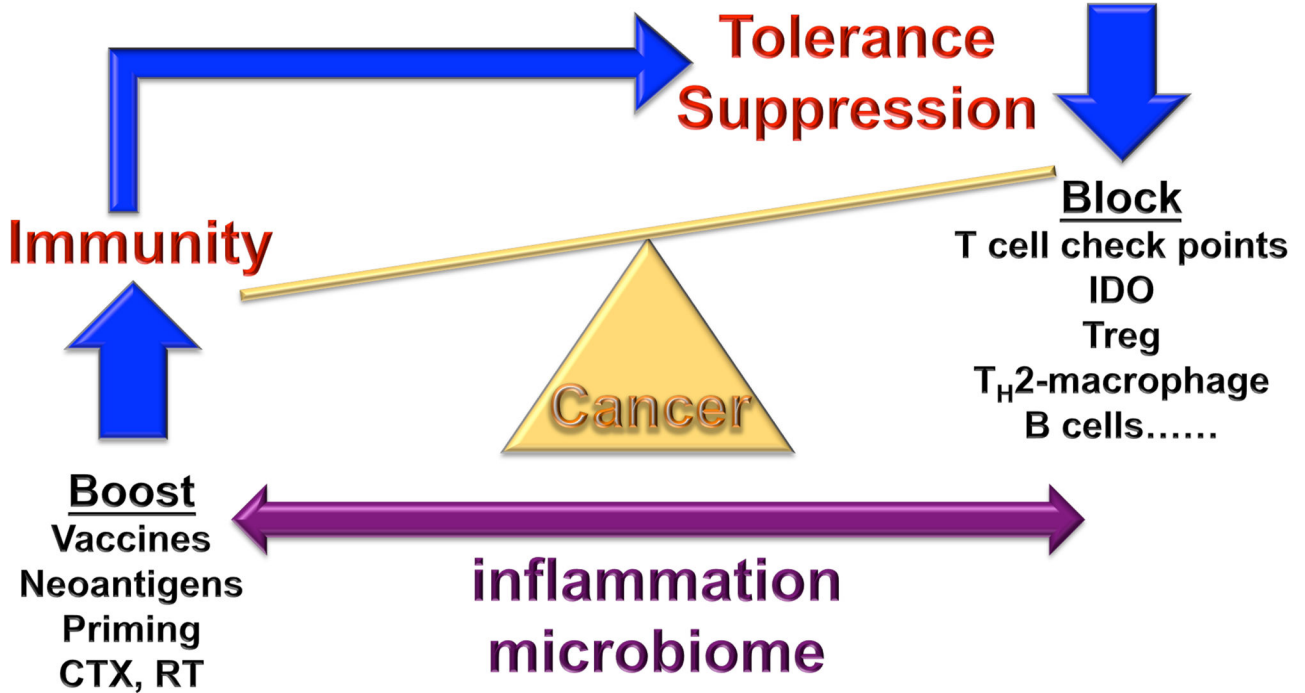 Tolerance
Suppression
Immunity
Block
T cell check points
IDO
Treg
T_H2-macrophage
B cells......
Cancer
Boost
Vaccines
Neoantigens
Priming
CTX, RT
inflammation
microbiome